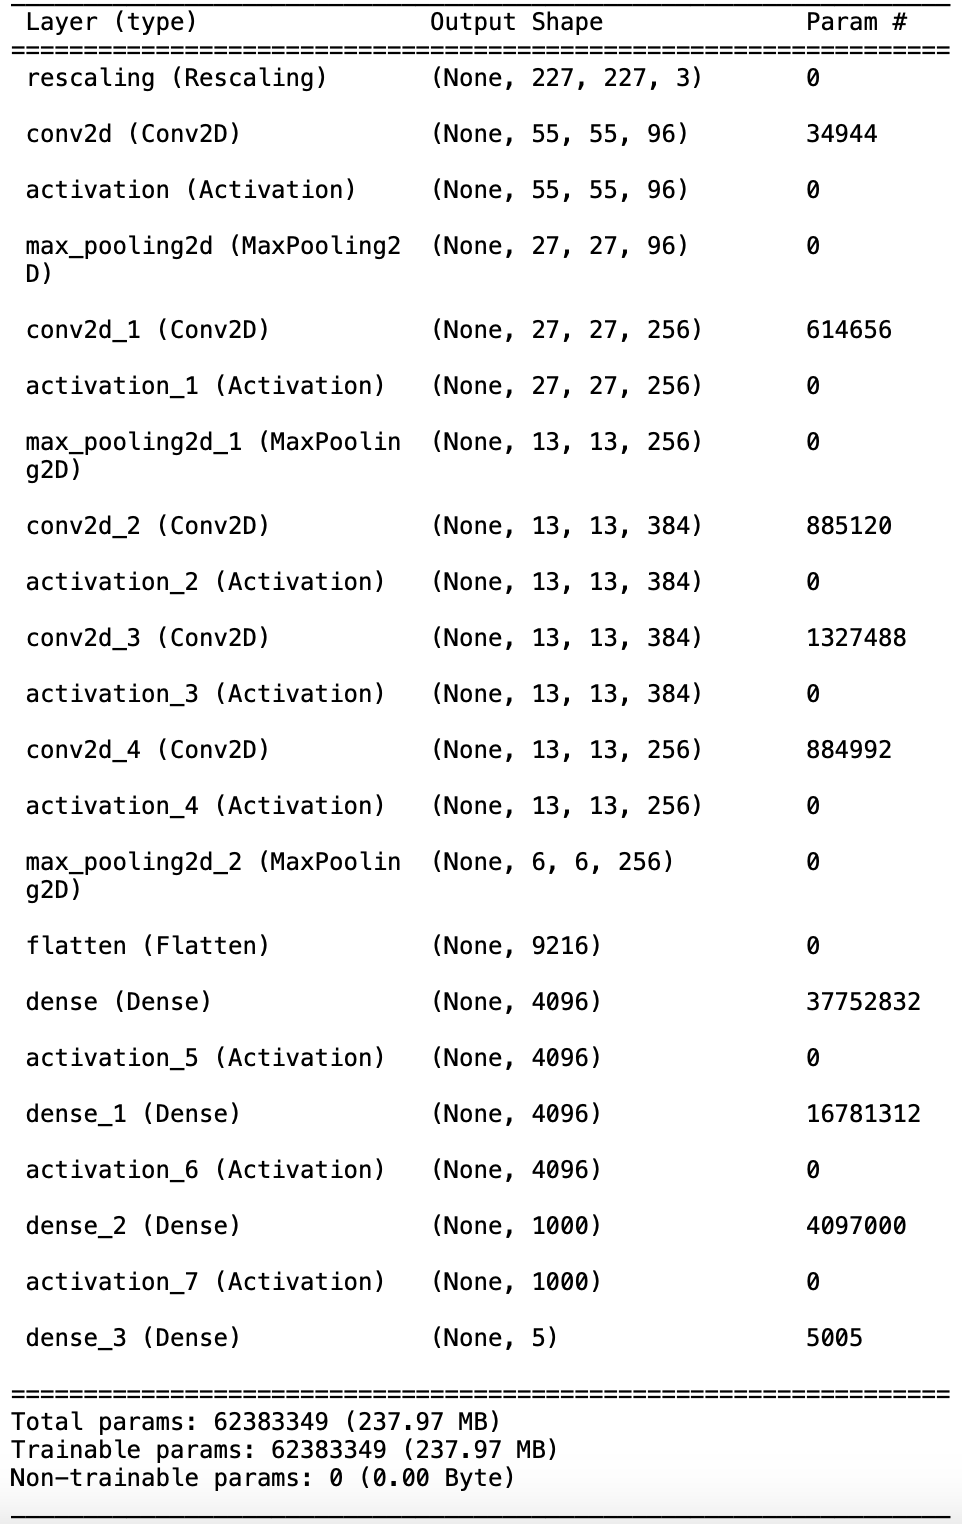 Layer (type) Output Shape Param #
=================================================================
rescaling (Rescaling) (None, 227, 227, 3) 0
conv2d (Conv2D) (None, 55, 55, 96) 34944
activation (Activation) (None, 55, 55, 96) 0
max_pooling2d (MaxPooling2 (None, 27, 27, 96) 0
D)
conv2d_1 (Conv2D) (None, 27, 27, 256) 614656
activation_1 (Activation) (None, 27, 27, 256) 0
max_pooling2d_1 (MaxPoolin (None, 13, 13, 256) 0
g2D)
conv2d_2 (Conv2D) (None, 13, 13, 384) 885120
activation_2 (Activation) (None, 13, 13, 384) 0
conv2d_3 (Conv2D) (None, 13, 13, 384) 1327488
activation_3 (Activation) (None, 13, 13, 384) 0
conv2d_4 (Conv2D) (None, 13, 13, 256) 884992
activation_4 (Activation) (None, 13, 13, 256) 0
max_pooling2d_2 (MaxPoolin (None, 6, 6, 256) 0
g2D)
flatten (Flatten) (None, 9216) 0
dense (Dense) (None, 4096) 37752832
activation_5 (Activation) (None, 4096) 0
dense_1 (Dense) (None, 4096) 16781312
activation_6 (Activation) (None, 4096) 0
dense_2 (Dense) (None, 1000) 4097000
activation_7 (Activation) (None, 1000) 0
dense_3 (Dense) (None, 5) 5005
=================================================================
Total params: 62383349 (237.97 MB)
Trainable params: 62383349 (237.97 MB)
Non-trainable params: 0 (0.00 Byte)